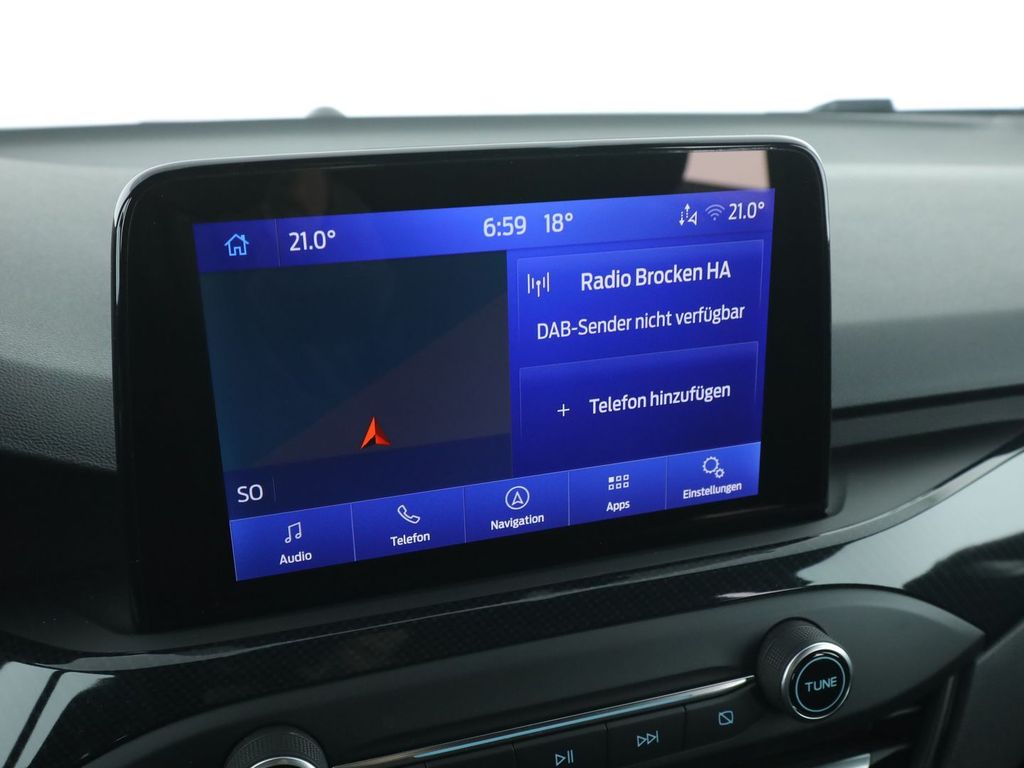 21.0°
6:59 18°
21.0°
Radio Brocken HA
DAB-Sender nicht verfügbar
+ Telefon hinzufügen
SO
Audio
Telefon
Navigation
Apps
Einstellungen
TUNE